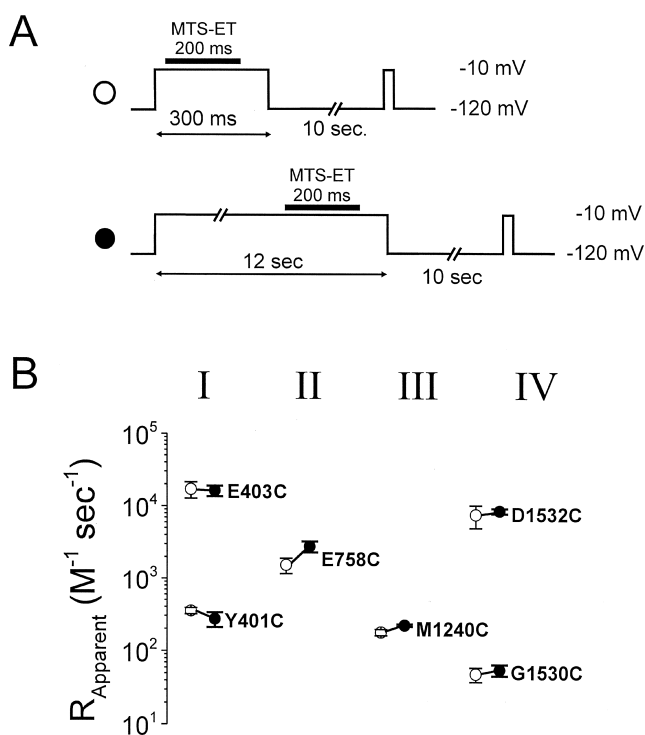 A
MTS-ET
200 ms
-10 mV
-120 mV
300 ms
10 sec.
MTS-ET
200 ms
-10 mV
-120 mV
12 sec
10 sec
B
I II III IV
R Apparent (M-1 sec-1)
10^5
10^4
10^3
10^2
10^1
E403C
D1532C
E758C
Y401C
M1240C
G1530C